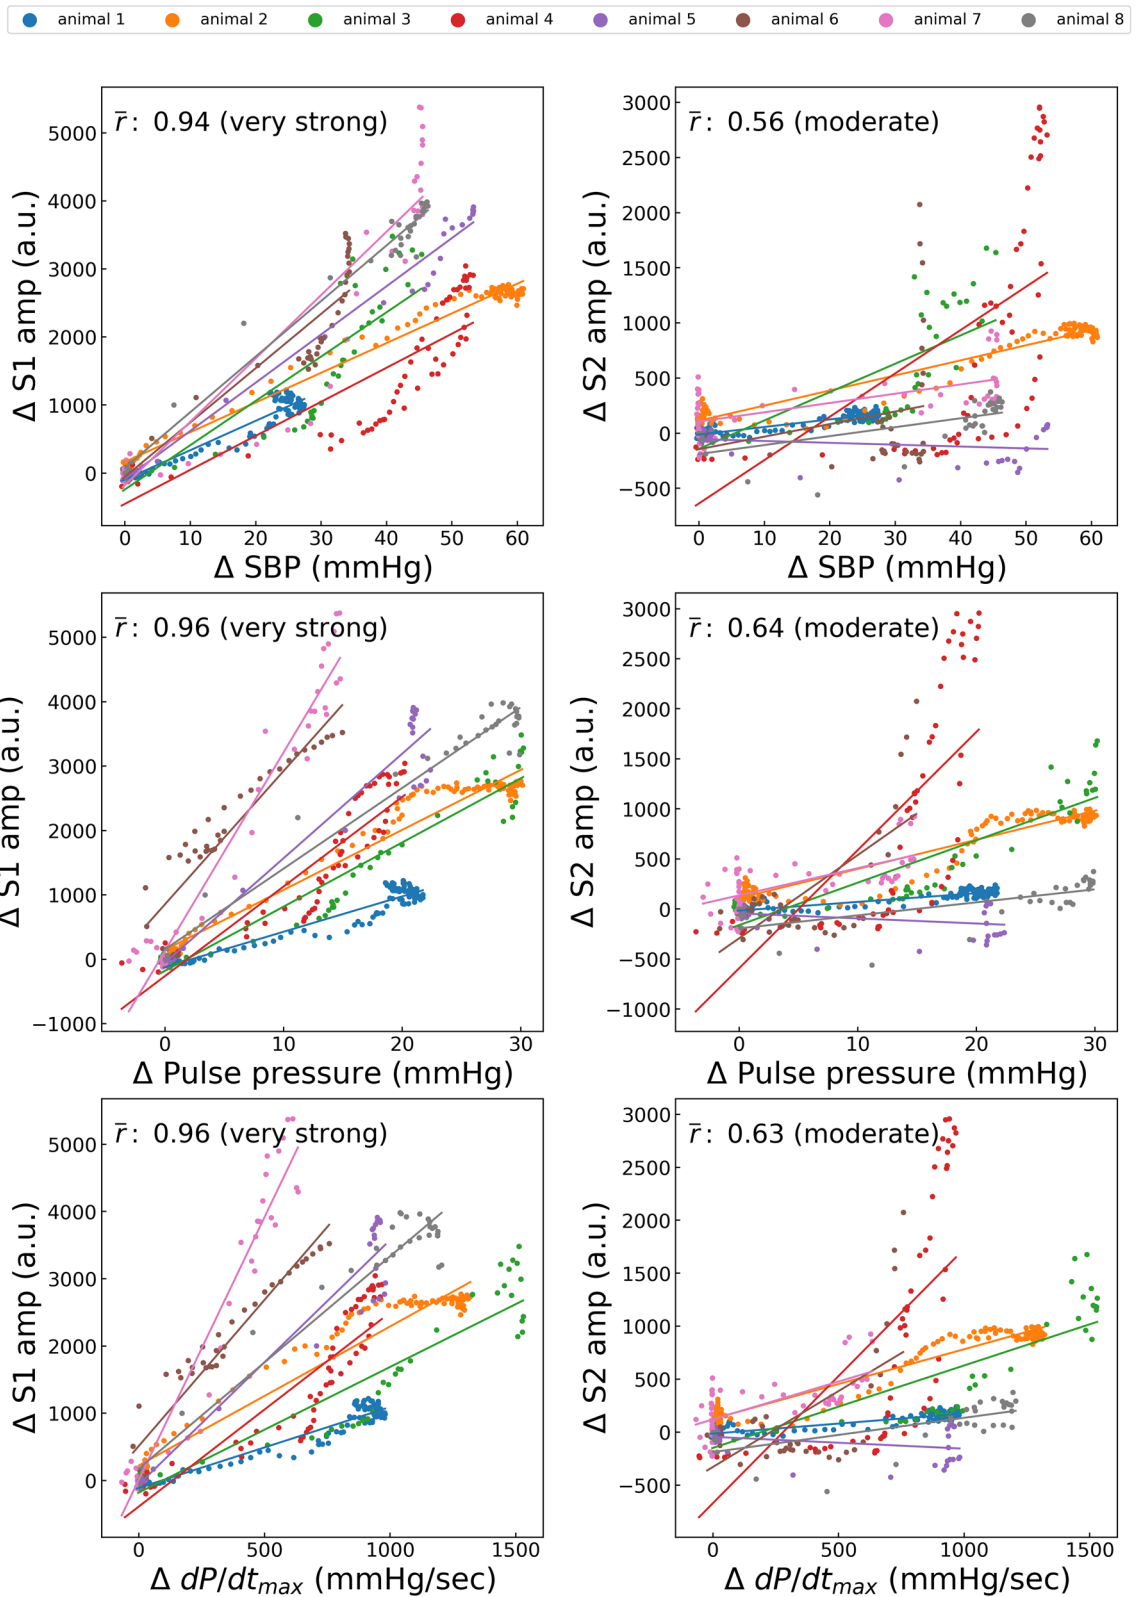 animal 1 animal 2 animal 3 animal 4 animal 5 animal 6 animal 7 animal 8
r̄ : 0.94 (very strong)
Δ S1 amp (a.u.)
5000
4000
3000
2000
1000
0
0 10 20 30 40 50 60
Δ SBP (mmHg)
r̄ : 0.56 (moderate)
Δ S2 amp (a.u.)
3000
2500
2000
1500
1000
500
0
−500
0 10 20 30 40 50 60
Δ SBP (mmHg)
r̄ : 0.96 (very strong)
Δ S1 amp (a.u.)
5000
4000
3000
2000
1000
0
−1000
0 10 20 30
Δ Pulse pressure (mmHg)
r̄ : 0.64 (moderate)
Δ S2 amp (a.u.)
3000
2500
2000
1500
1000
500
0
−500
−1000
0 10 20 30
Δ Pulse pressure (mmHg)
r̄ : 0.96 (very strong)
Δ S1 amp (a.u.)
5000
4000
3000
2000
1000
0
0 500 1000 1500
Δ dP/dtmax (mmHg/sec)
r̄ : 0.63 (moderate)
Δ S2 amp (a.u.)
3000
2500
2000
1500
1000
500
0
−500
0 500 1000 1500
Δ dP/dtmax (mmHg/sec)